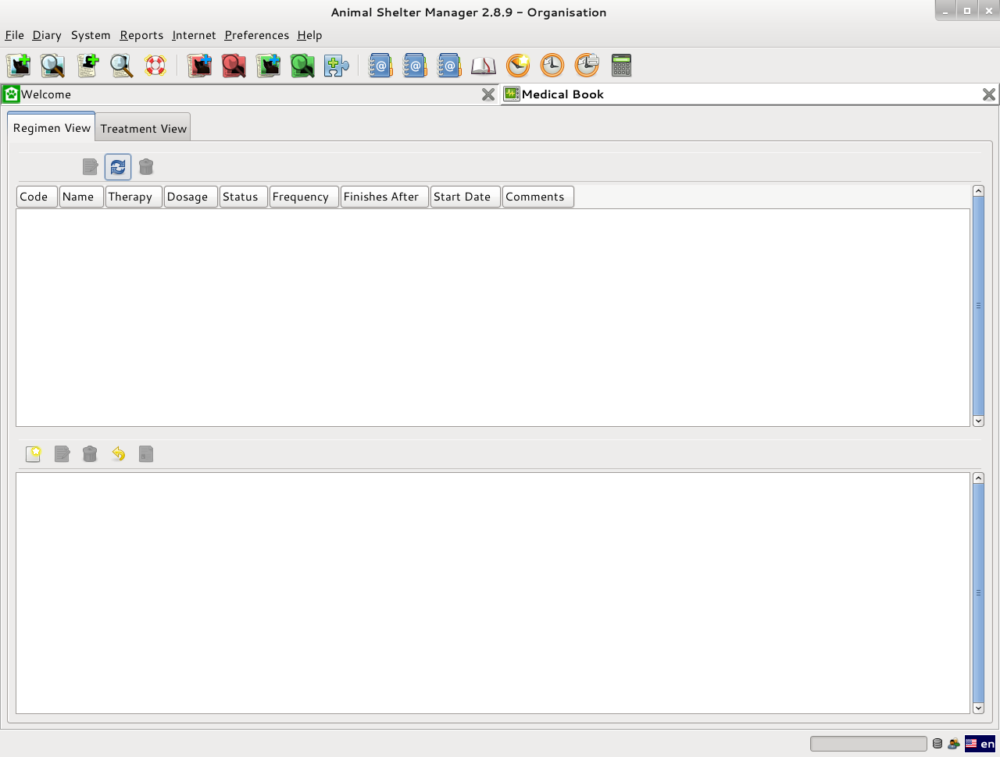 Animal Shelter Manager 2.8.9 - Organisation
File Diary System Reports Internet Preferences Help
Welcome Medical Book
Regimen View Treatment View
Code Name Therapy Dosage Status Frequency Finishes After Start Date Comments
en